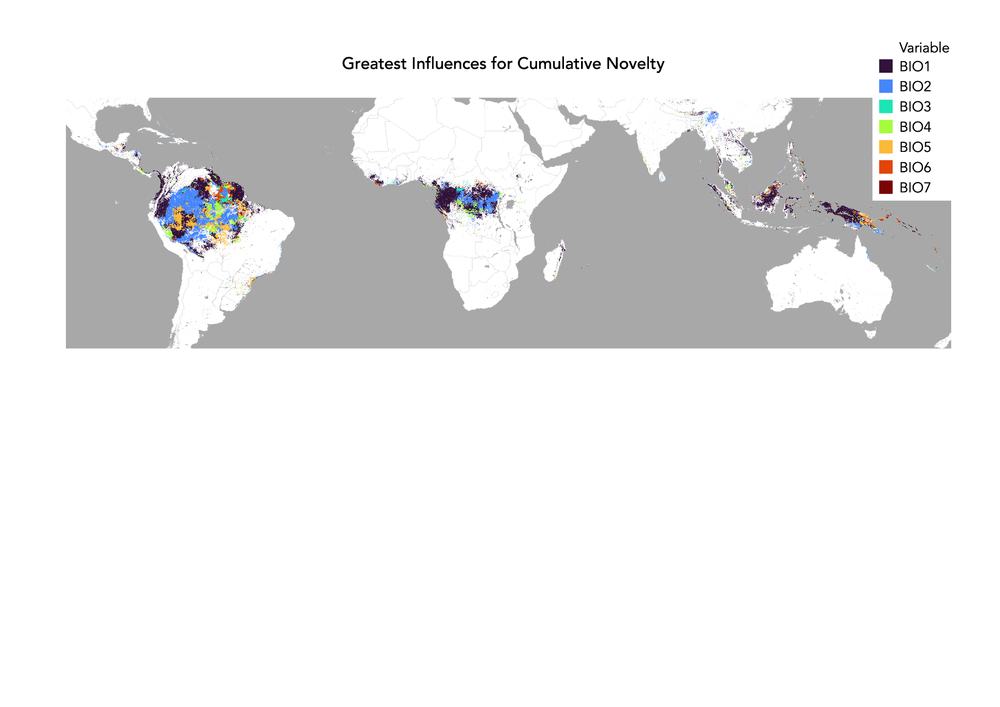 Variable
Greatest Influences for Cumulative Novelty
BIO1
BIO2
BIO3
BIO4
BIO5
BIO6
BIO7